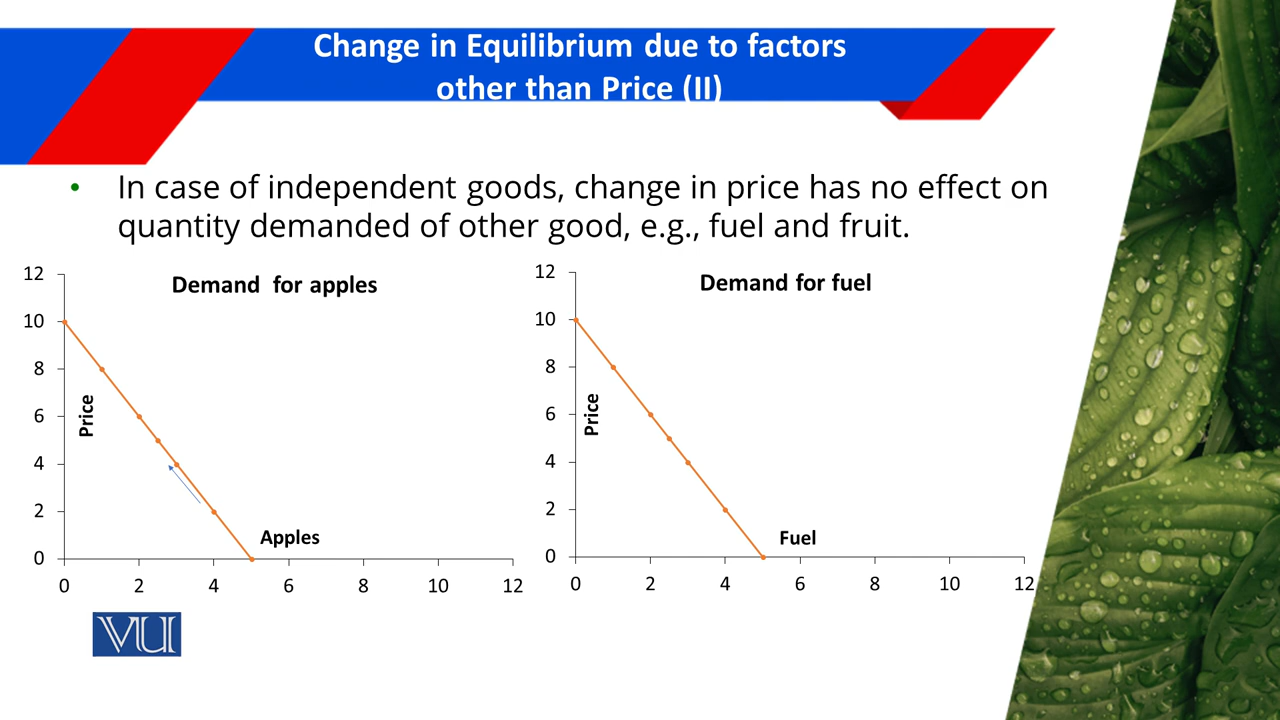 Change in Equilibrium due to factors
other than Price (II)
• In case of independent goods, change in price has no effect on
quantity demanded of other good, e.g., fuel and fruit.
Demand for apples
12
10
8
6
4
2
0
Price
Apples
0 2 4 6 8 10 12
Demand for fuel
12
10
8
6
4
2
0
Price
Fuel
0 2 4 6 8 10 12
VU